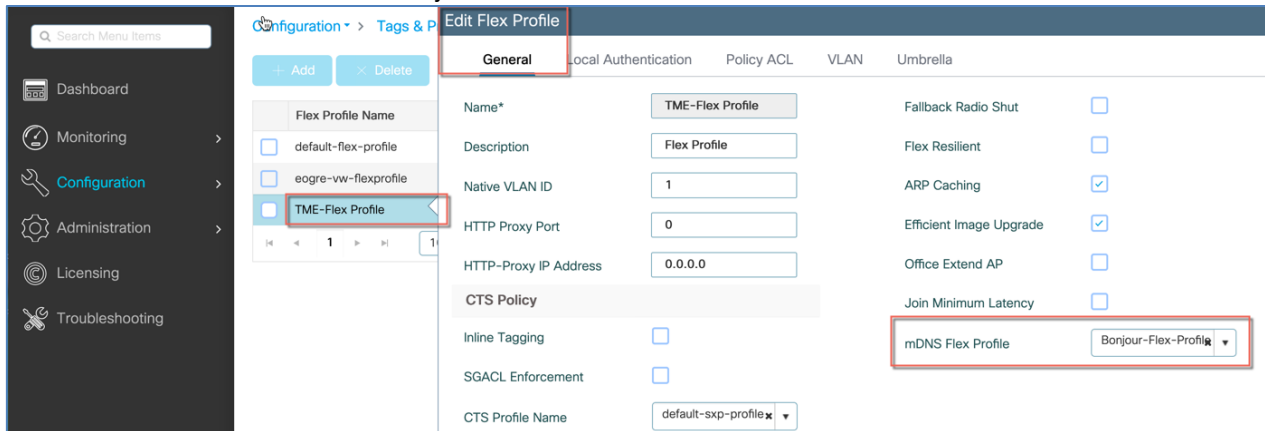 Search Menu Items
Dashboard
Monitoring
Configuration
Administration
Licensing
Troubleshooting
Configuration > Tags & P
+ Add
× Delete
Flex Profile Name
default-flex-profile
eogre-vw-flexprofile
TME-Flex Profile
1
Edit Flex Profile
General
Local Authentication
Policy ACL
VLAN
Umbrella
Name*
TME-Flex Profile
Description
Flex Profile
Native VLAN ID
1
HTTP Proxy Port
0
HTTP-Proxy IP Address
0.0.0.0
CTS Policy
Inline Tagging
SGACL Enforcement
CTS Profile Name
default-sxp-profile
Fallback Radio Shut
Flex Resilient
ARP Caching
Efficient Image Upgrade
Office Extend AP
Join Minimum Latency
mDNS Flex Profile
Bonjour-Flex-Profile